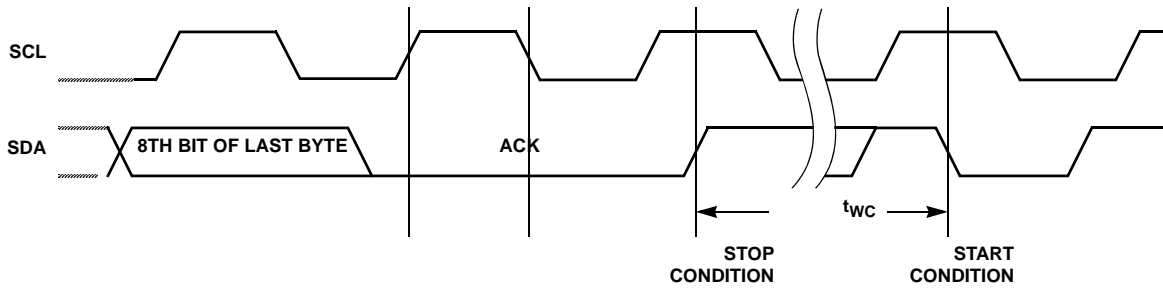 SCL
SDA
8TH BIT OF LAST BYTE
ACK
tWC
STOP
CONDITION
START
CONDITION